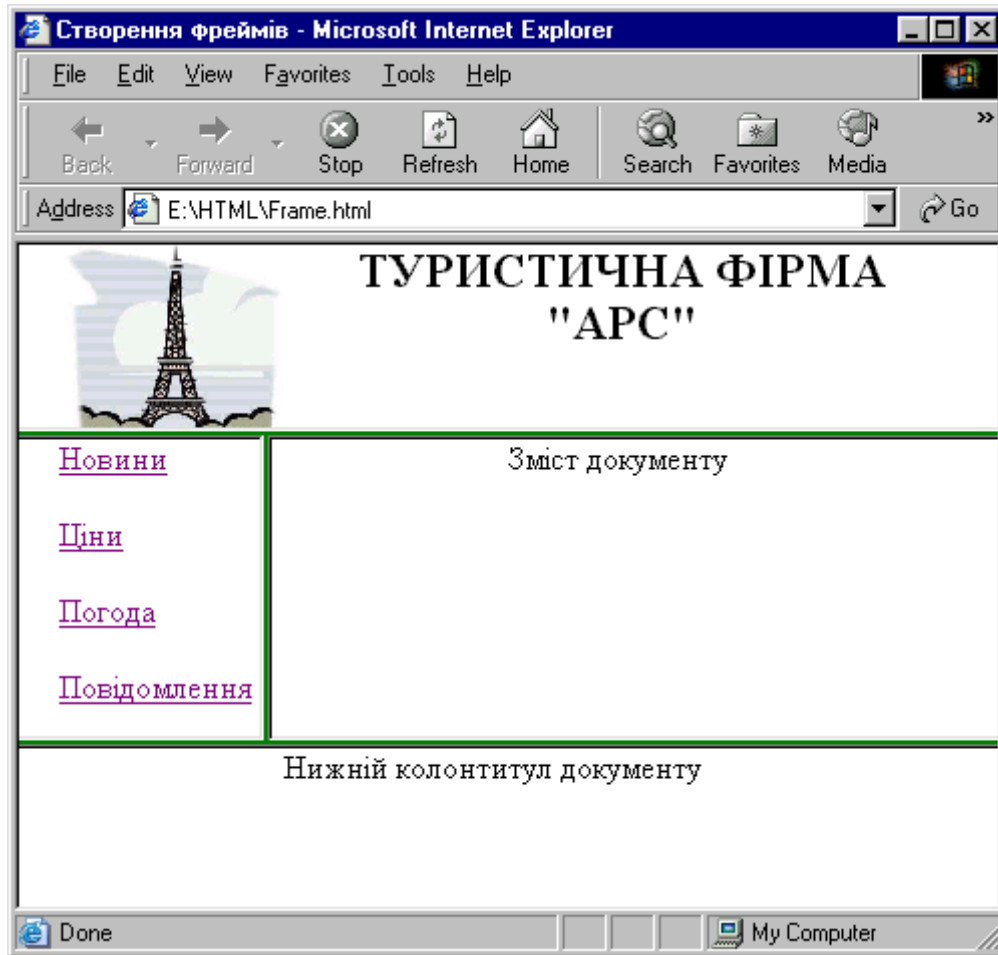 Створення фреймів - Microsoft Internet Explorer
File Edit View Favorites Tools Help
Back Forward Stop Refresh Home Search Favorites Media »
Address E:\HTML\Frame.html Go
ТУРИСТИЧНА ФІРМА
"АРС"
Новини
Зміст документу
Ціни
Погода
Повідомлення
Нижній колонтитул документу
Done My Computer